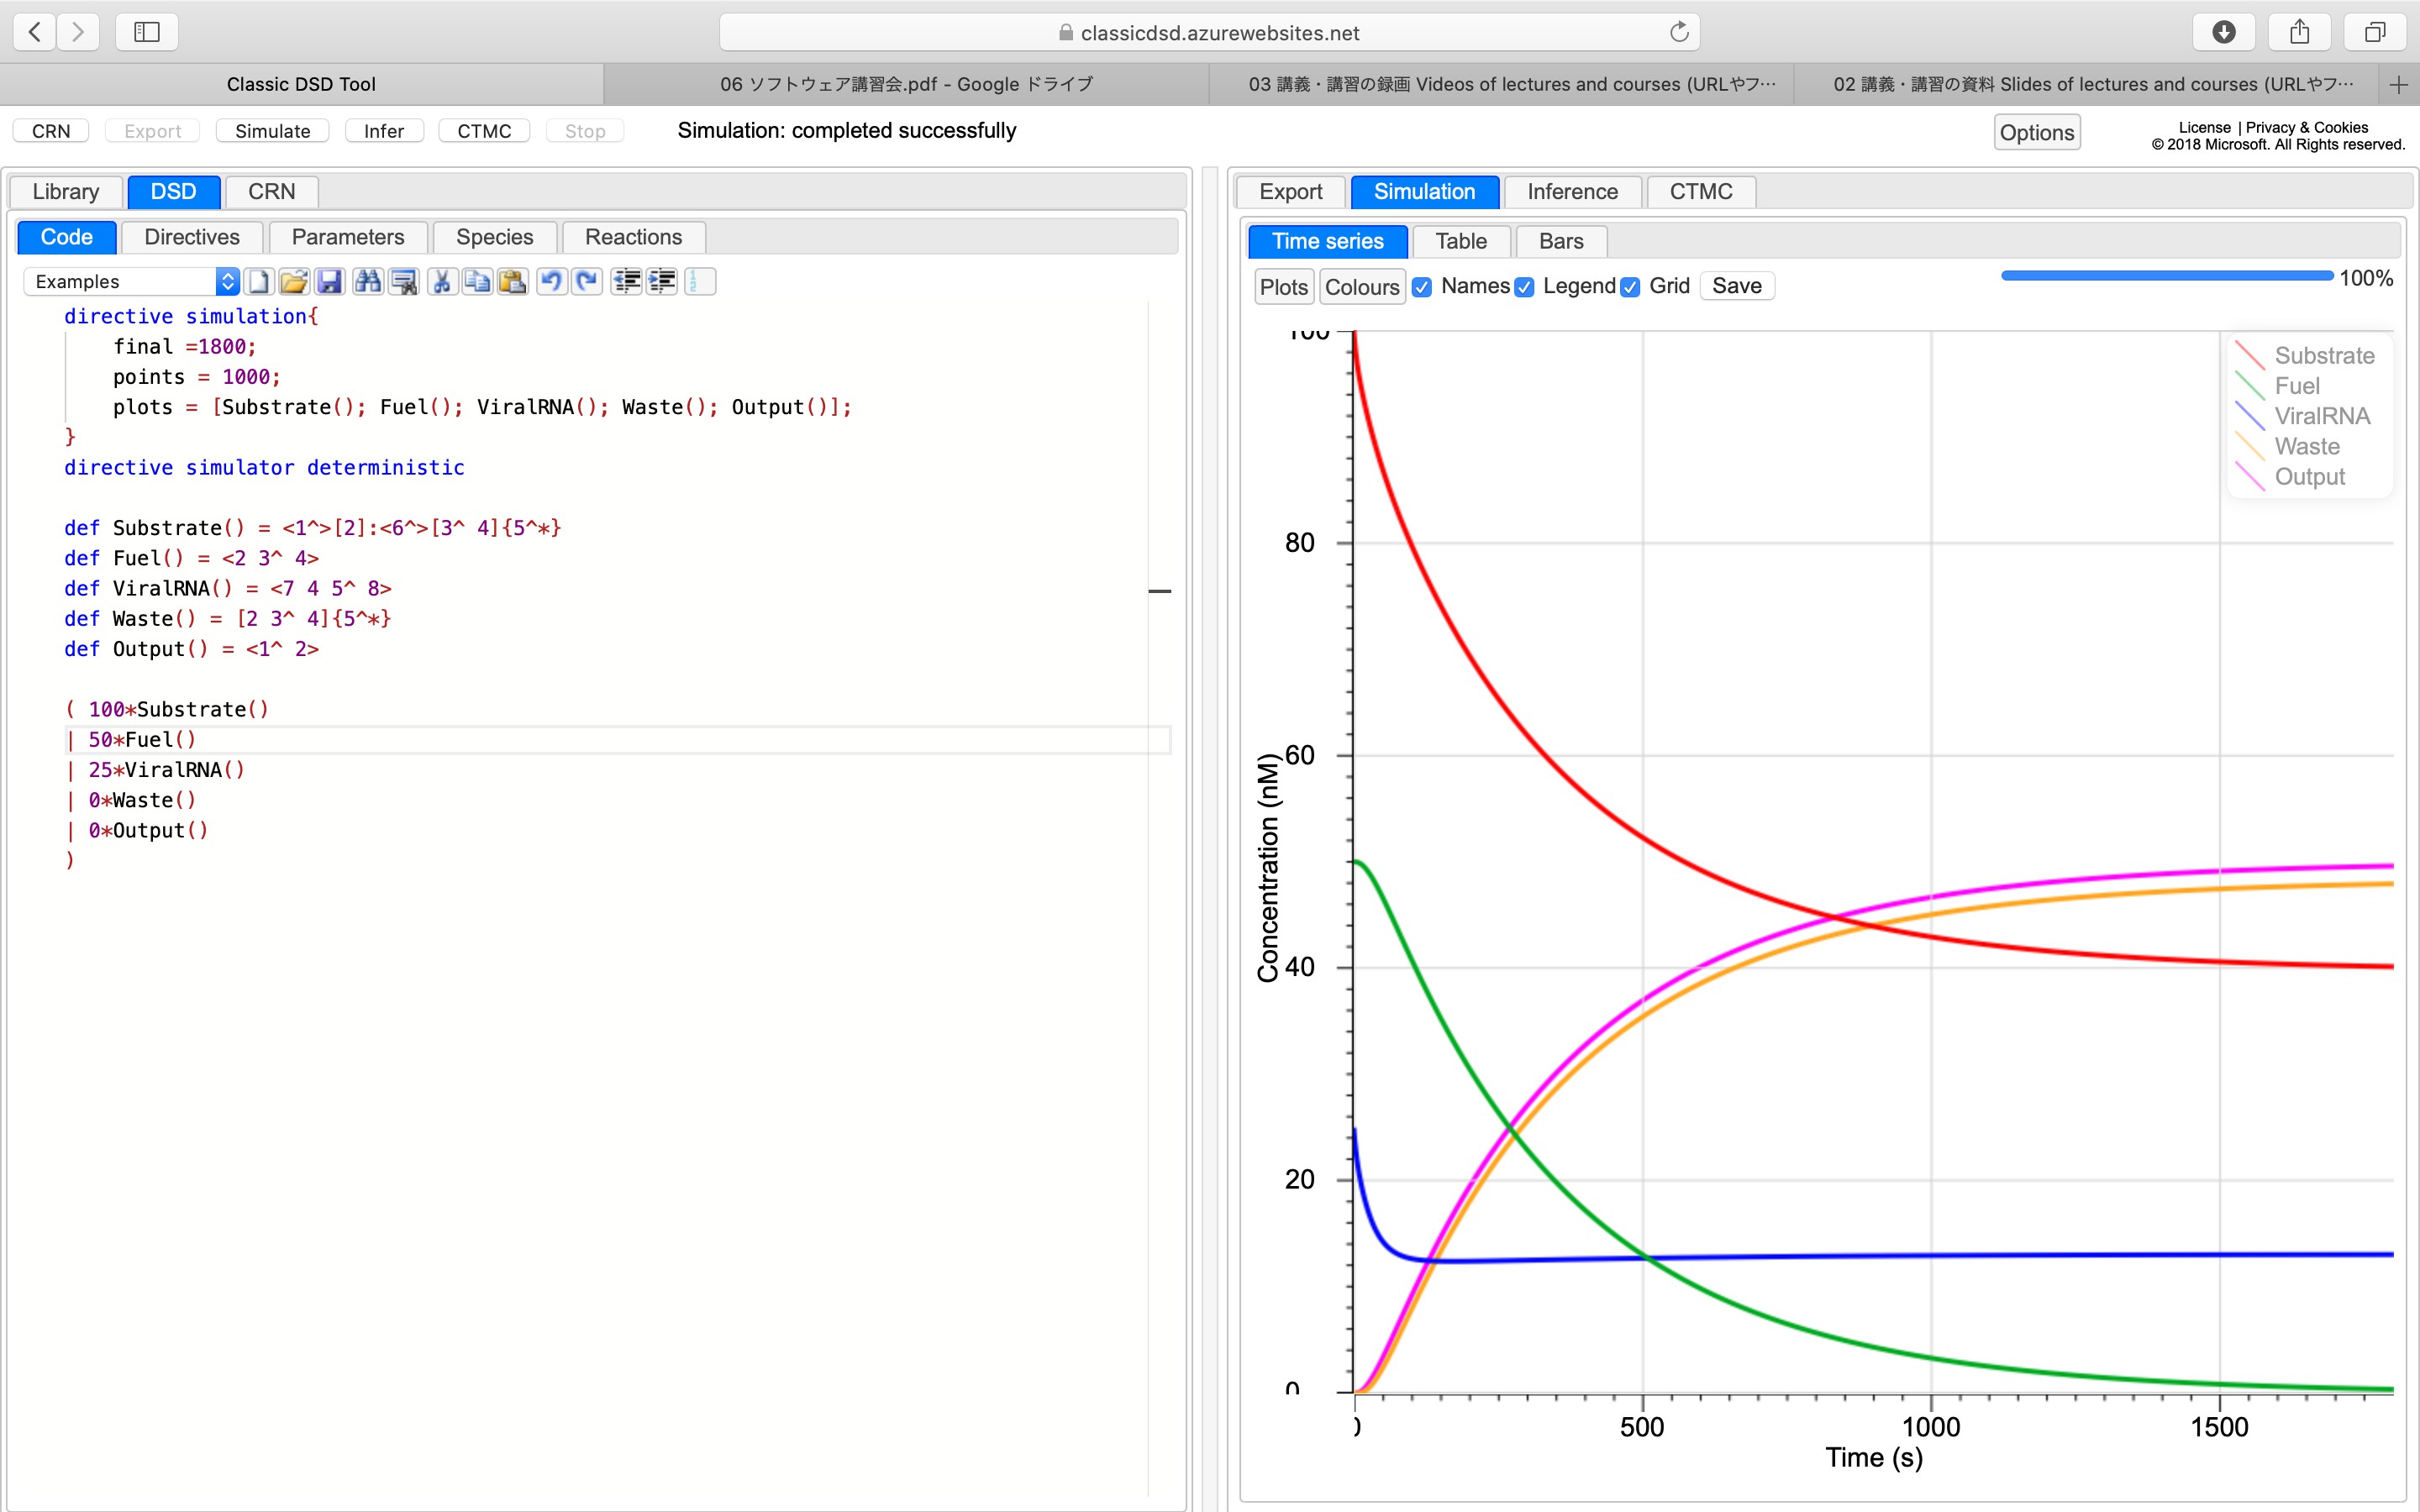 classicdsd.azurewebsites.net
Classic DSD Tool
06 ソフトウェア講習会.pdf - Google ドライブ
03 講義・講習の録画 Videos of lectures and courses (URLやフ…
02 講義・講習の資料 Slides of lectures and courses (URLやフ…
CRN Export Simulate Infer CTMC Stop Simulation: completed successfully Options
License | Privacy & Cookies
© 2018 Microsoft. All Rights reserved.
Library DSD CRN
Code Directives Parameters Species Reactions
Examples
directive simulation{
final =1800;
points = 1000;
plots = [Substrate(); Fuel(); ViralRNA(); Waste(); Output()];
}
directive simulator deterministic
def Substrate() = <1^>[2]:<6^>[3^ 4]{5^*}
def Fuel() = <2 3^ 4>
def ViralRNA() = <7 4 5^ 8>
def Waste() = [2 3^ 4]{5^*}
def Output() = <1^ 2>
( 100*Substrate()
| 50*Fuel()
| 25*ViralRNA()
| 0*Waste()
| 0*Output()
)
Export Simulation Inference CTMC
Time series Table Bars
Plots Colours Names Legend Grid Save 100%
Substrate
Fuel
ViralRNA
Waste
Output
100
80
60
40
20
0
Concentration (nM)
0 500 1000 1500
Time (s)